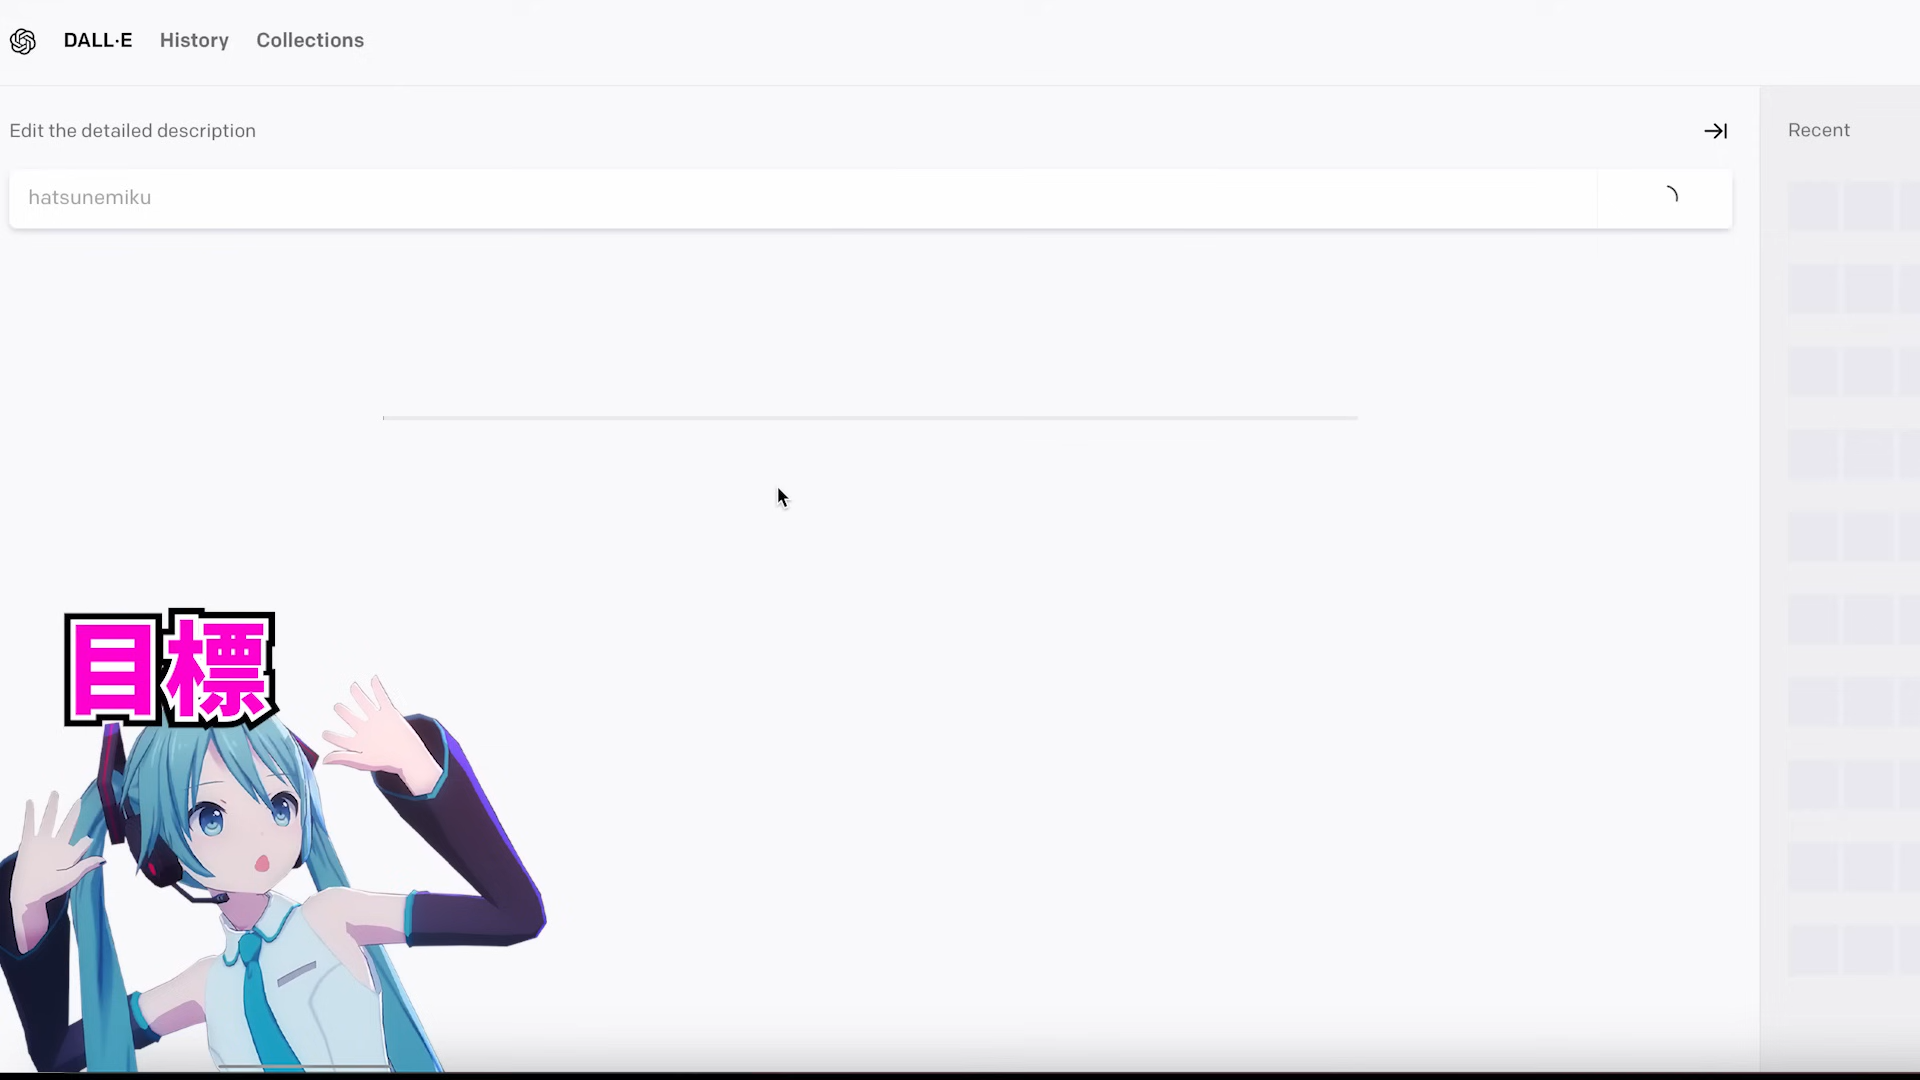 DALL·E History Collections
Edit the detailed description
Recent
hatsunemiku
目標